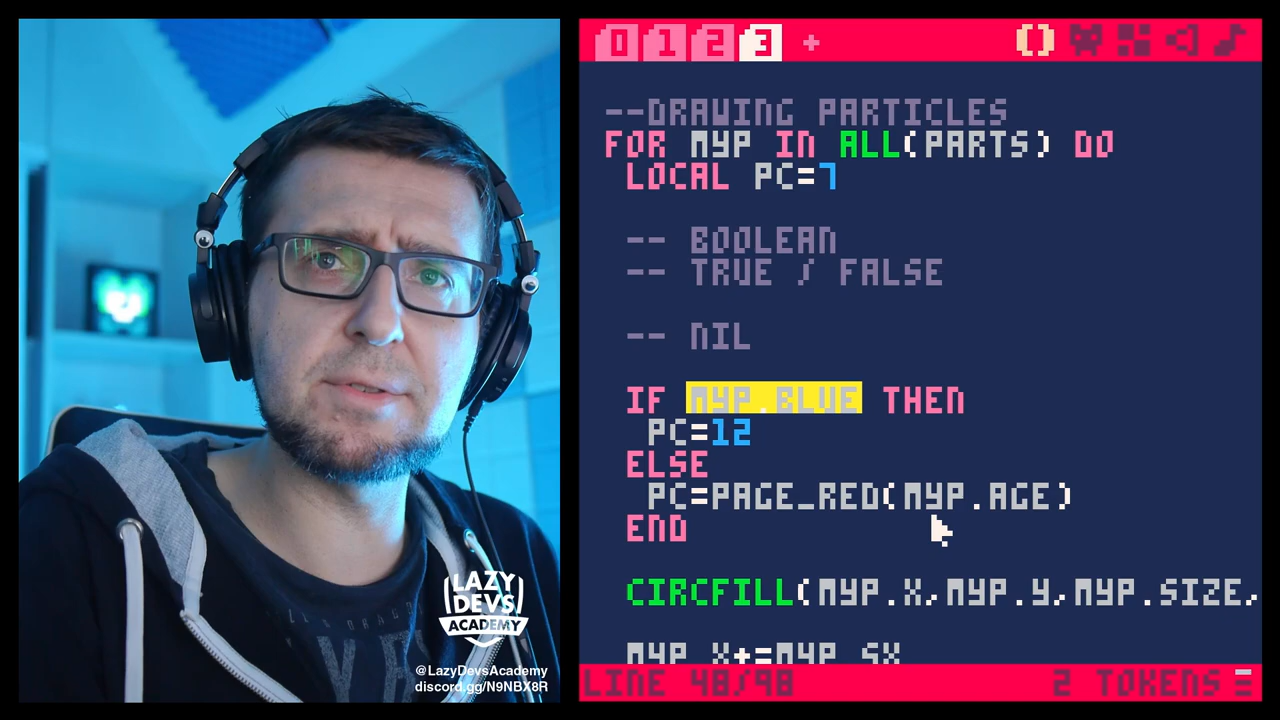 LAZY
DEVS
ACADEMY
@LazyDevsAcademy
discord.gg/N9NBX8R
0 1 2 3 +
--DRAWING PARTICLES
FOR MYP IN ALL(PARTS) DO
LOCAL PC=7
-- BOOLEAN
-- TRUE / FALSE
-- NIL
IF MYP.BLUE THEN
PC=12
ELSE
PC=PAGE_RED(MYP.AGE)
END
CIRCFILL(MYP.X,MYP.Y,MYP.SIZE,
MYP.X+=MYP.SX
LINE 48/98
2 TOKENS